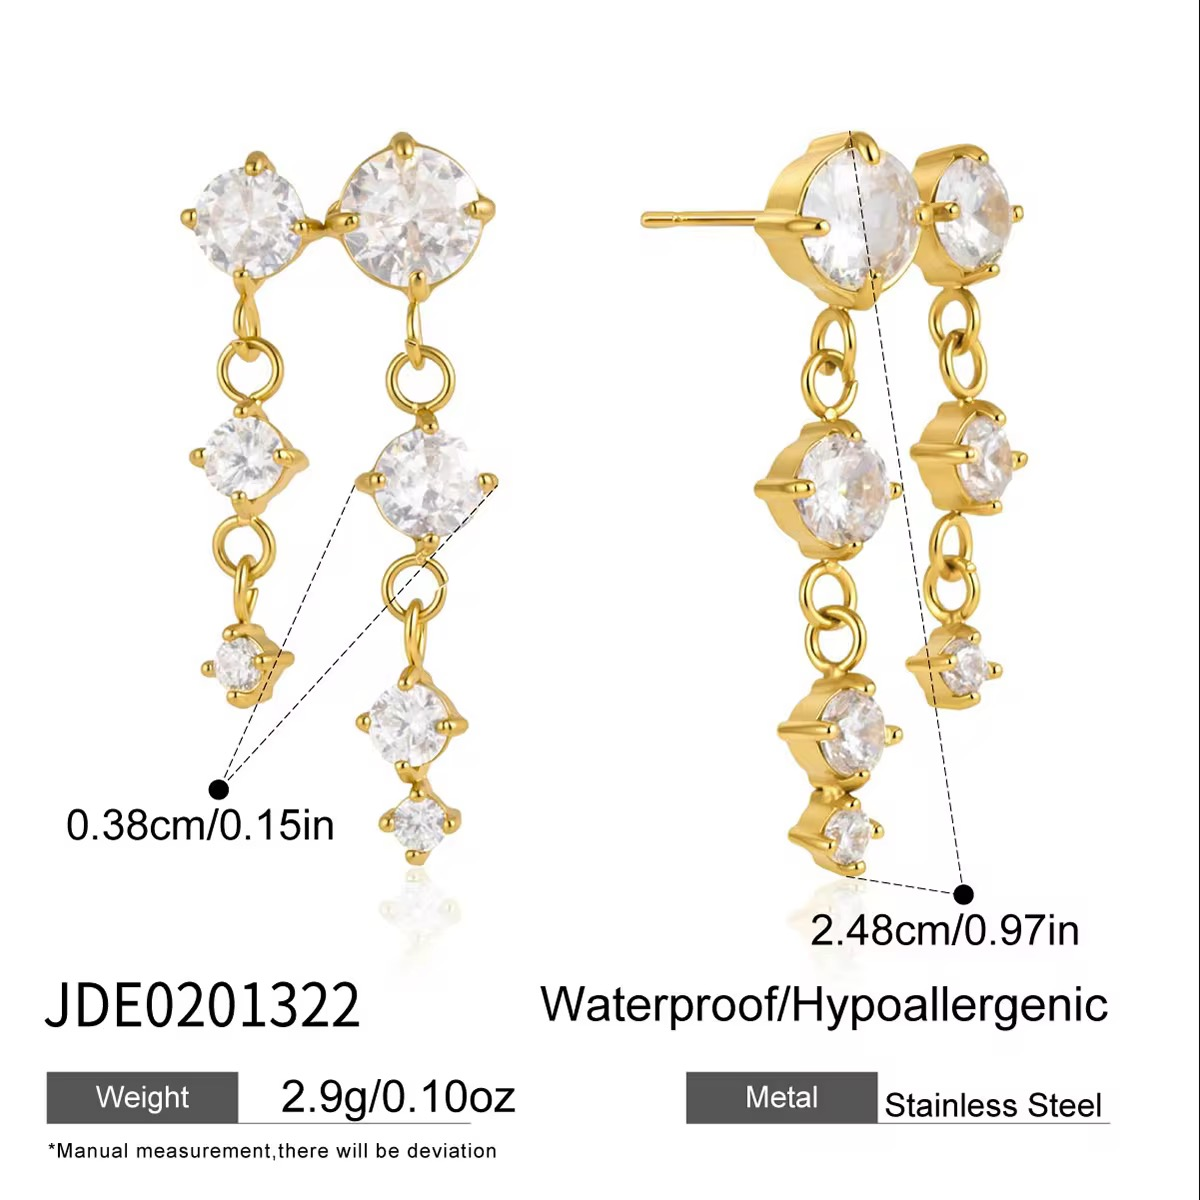 0.38cm/0.15in
2.48cm/0.97in
JDE0201322
Waterproof/Hypoallergenic
Weight 2.9g/0.10oz
Metal Stainless Steel
*Manual measurement,there will be deviation